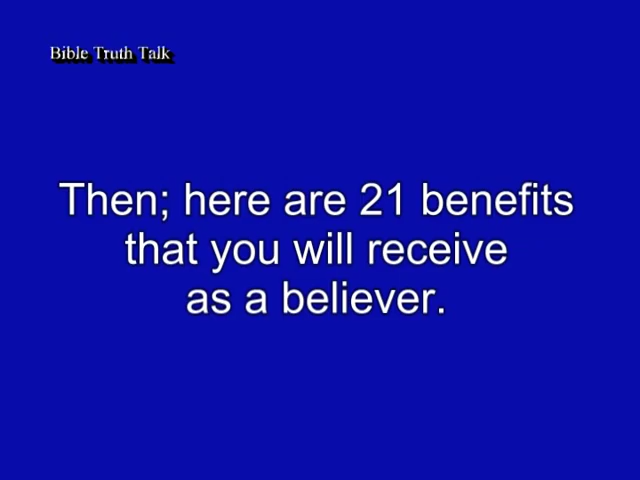 Bible Truth Talk
Then; here are 21 benefits
that you will receive
as a believer.